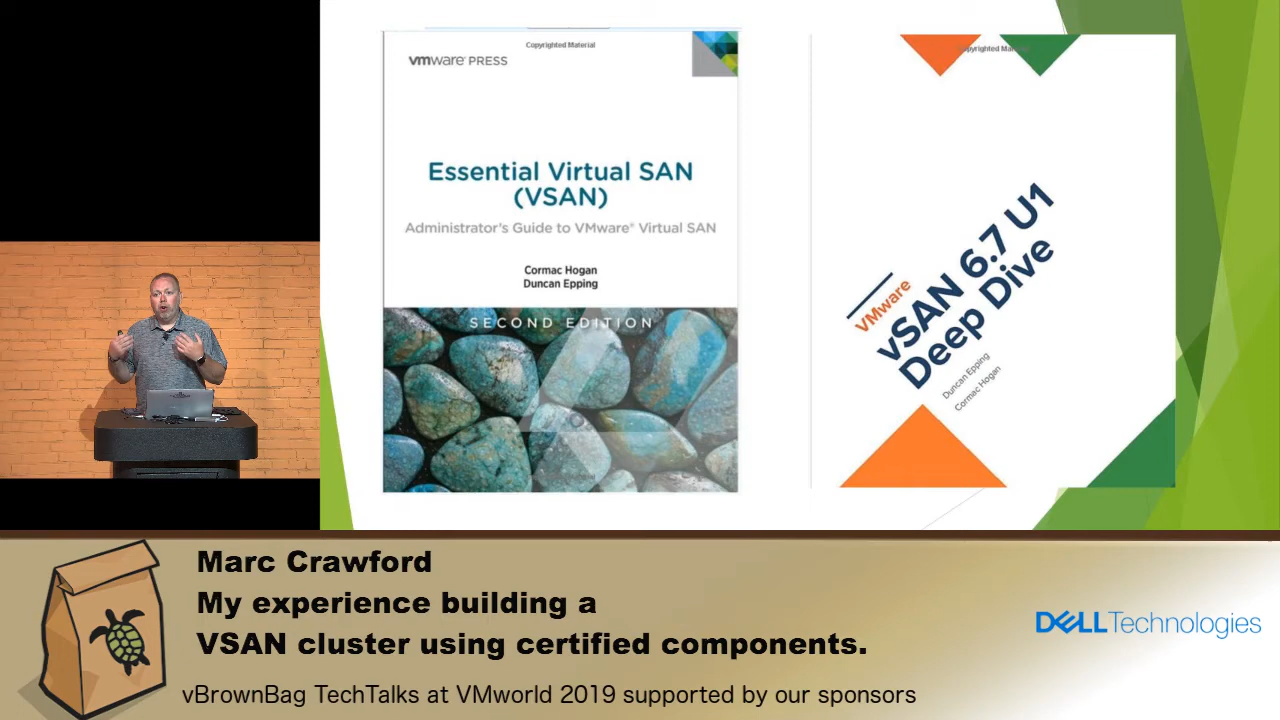 Copyrighted Material
vmware PRESS
Essential Virtual SAN
(VSAN)
Administrator's Guide to VMware® Virtual SAN
Cormac Hogan
Duncan Epping
SECOND EDITION
Copyrighted
VMware
vSAN 6.7 U1
Deep Dive
Duncan Epping
Cormac Hogan
Marc Crawford
My experience building a
VSAN cluster using certified components.
DELL Technologies
vBrownBag TechTalks at VMworld 2019 supported by our sponsors